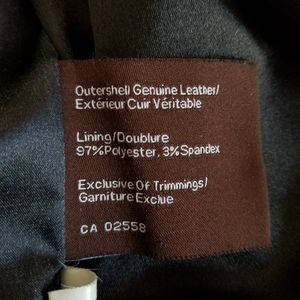 Outershell Genuine Leather/
Extérieur Cuir Véritable
Lining/Doublure
97%Polyester, 3%Spandex
Exclusive Of Trimmings/
Garniture Exclue
CA 02558